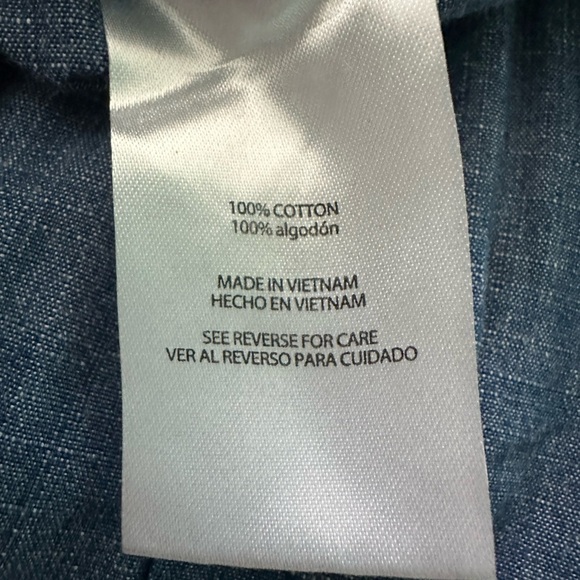 100% COTTON
100% algodón
MADE IN VIETNAM
HECHO EN VIETNAM
SEE REVERSE FOR CARE
VER AL REVERSO PARA CUIDADO